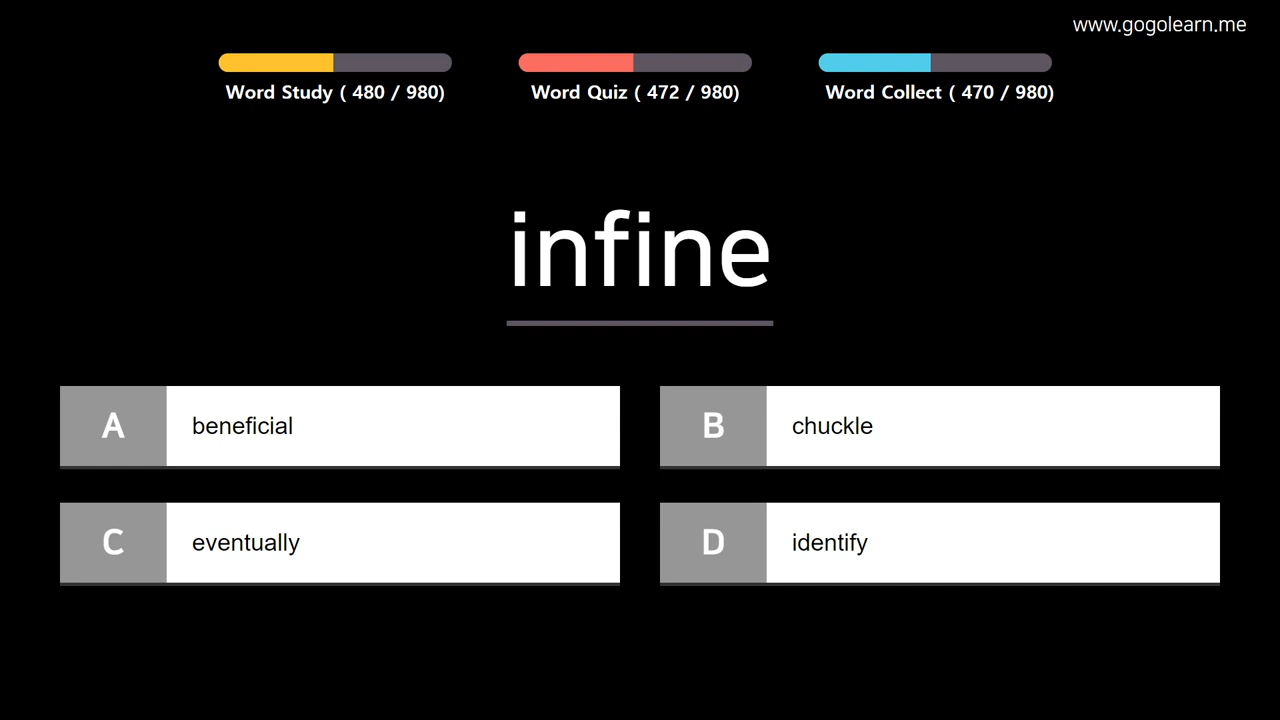 www.gogolearn.me
Word Study ( 480 / 980)
Word Quiz ( 472 / 980)
Word Collect ( 470 / 980)
infine
A beneficial
B chuckle
C eventually
D identify